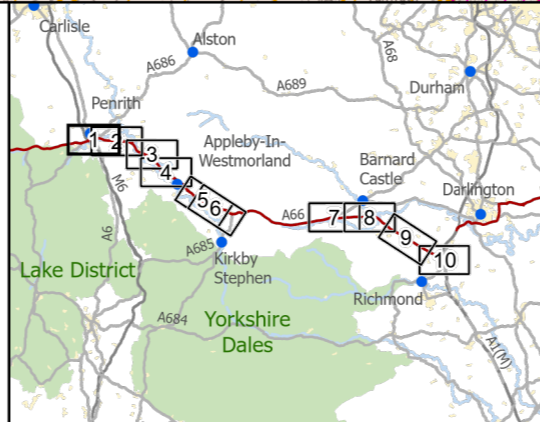 Carlisle
Alston
A686
A68
A689
Durham
Penrith
1
2
3
Appleby-In-
Westmorland
4
Barnard
Castle
Darlington
M6
5
6
A66
7
8
9
10
A6
A685
Kirkby
Stephen
Lake District
Richmond
A684
Yorkshire
Dales
A1(M)